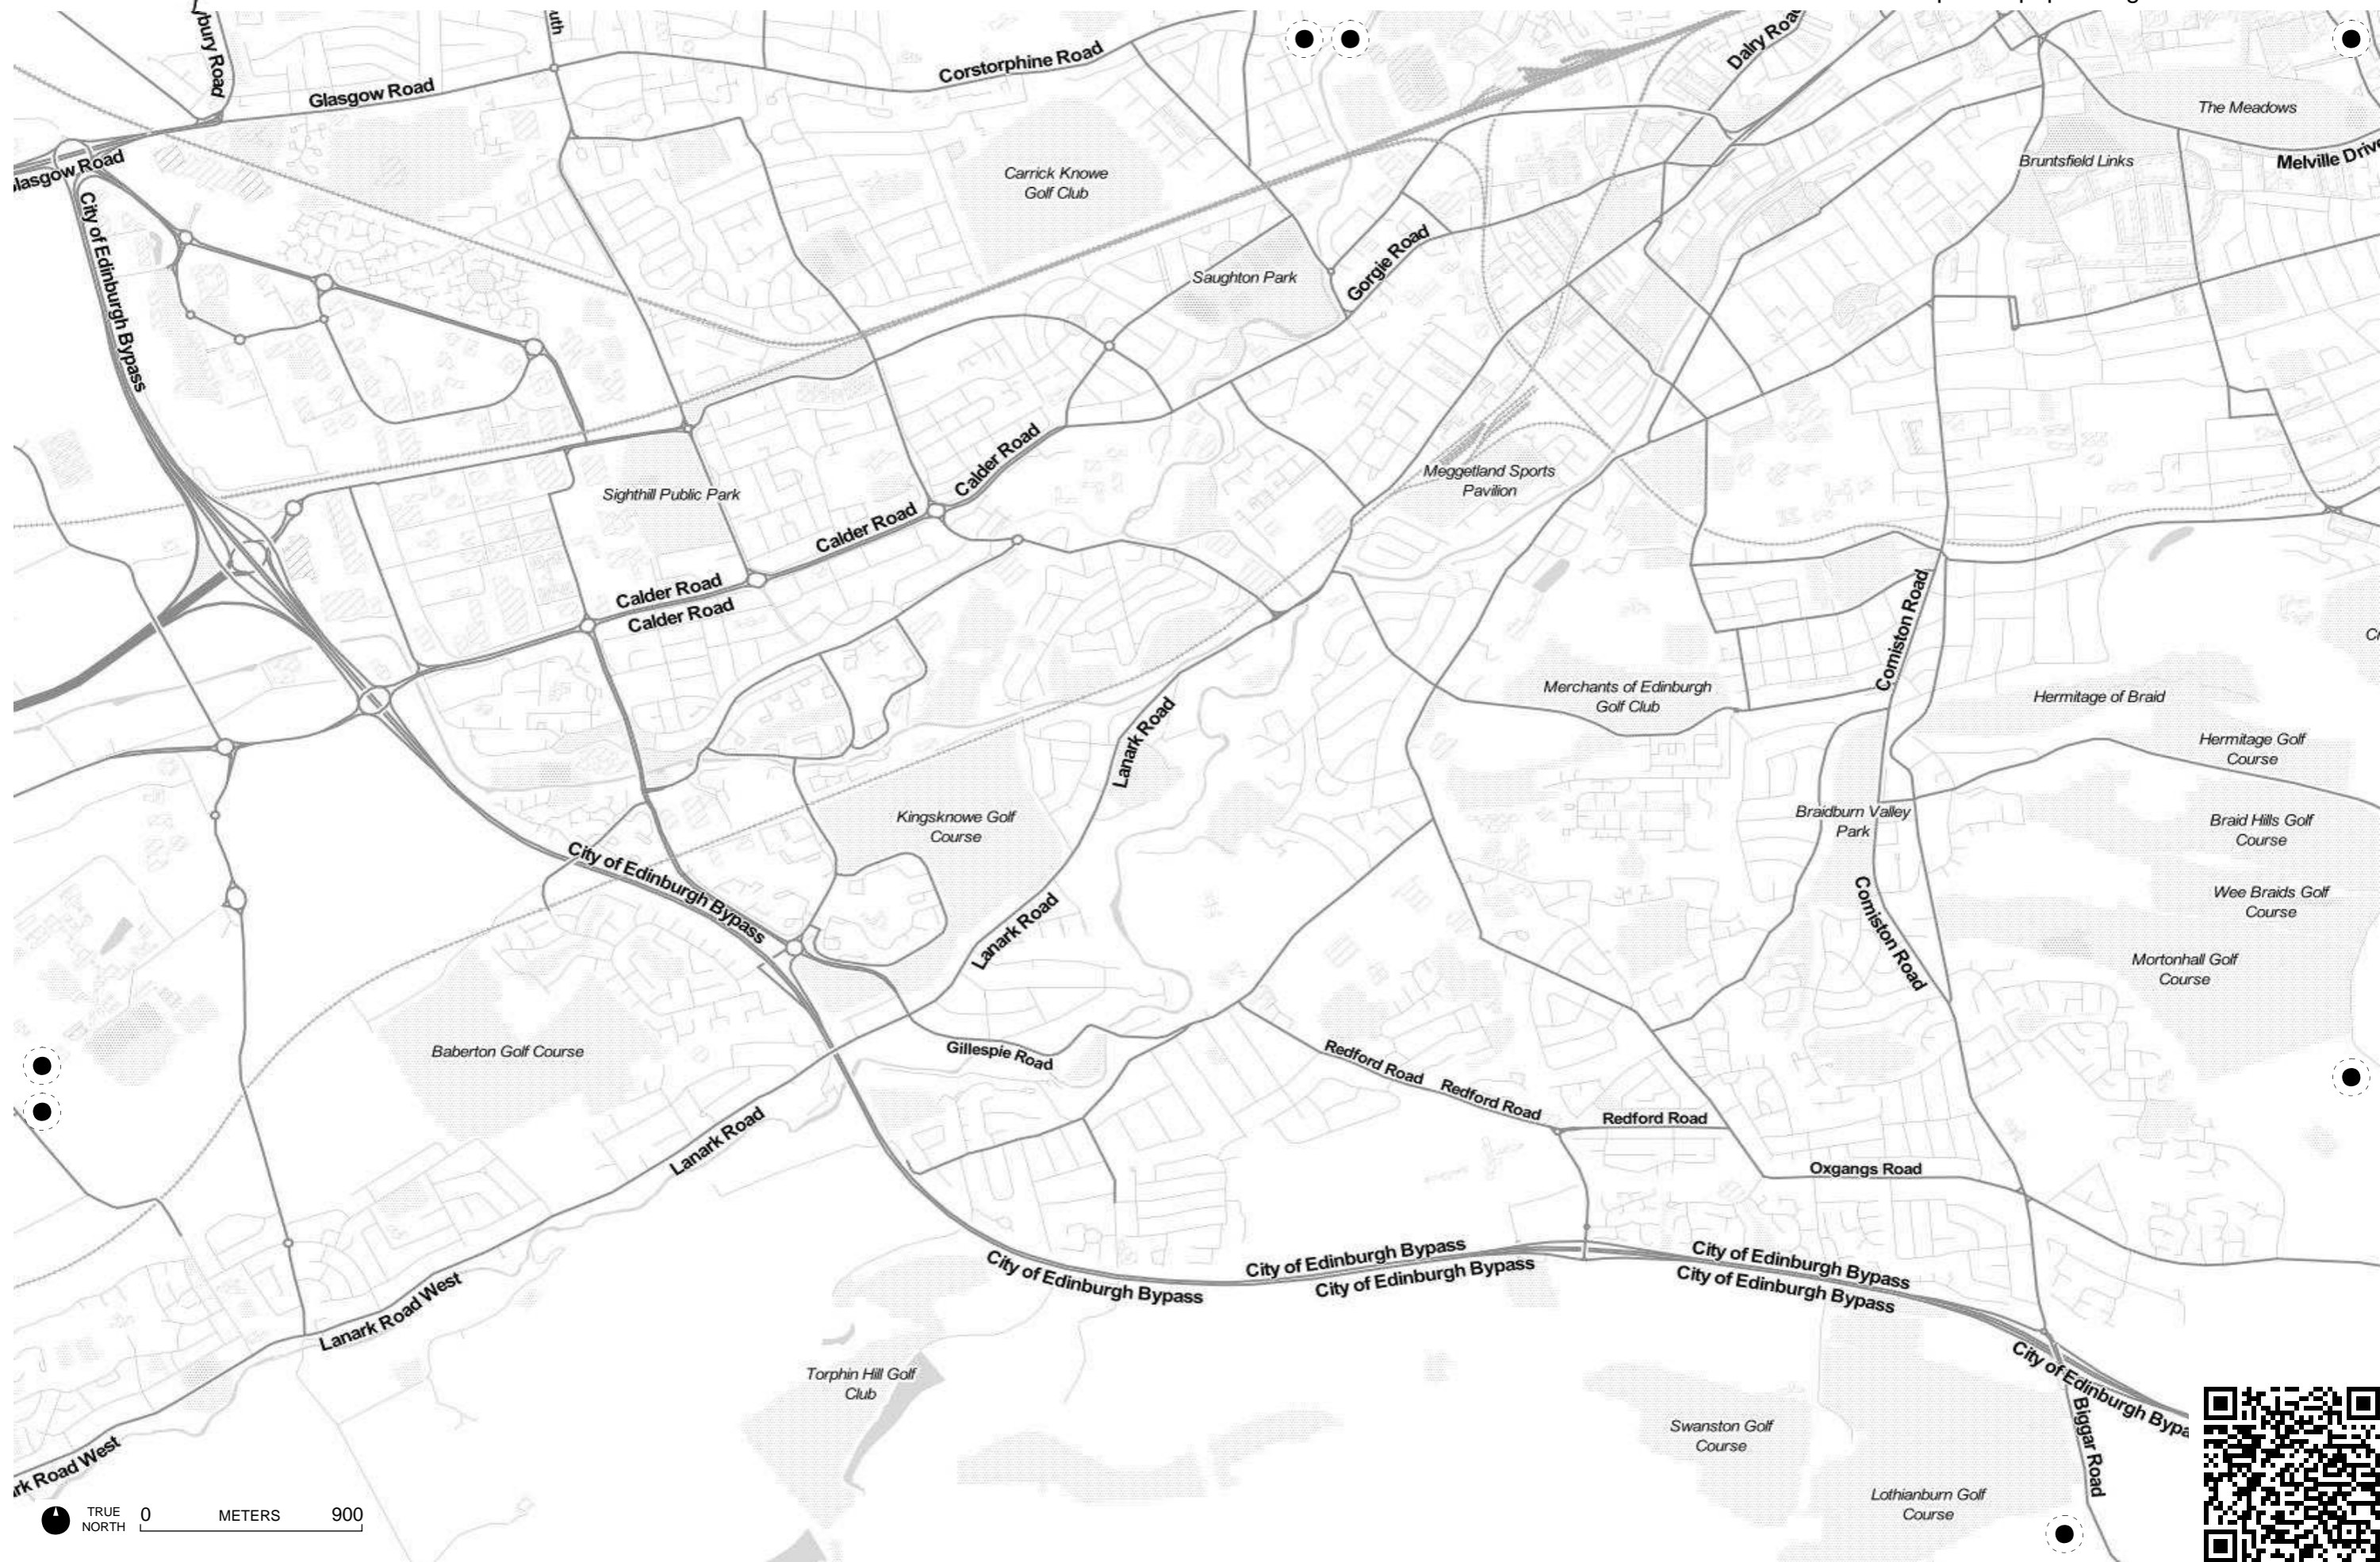 Glasgow Road
Corstorphine Road
Dalry Road
The Meadows
Glasgow Road
Carrick Knowe
Golf Club
Bruntsfield Links
Melville Drive
City of Edinburgh Bypass
Saughton Park
Gorgie Road
Sighthill Public Park
Calder Road
Calder Road
Meggetland Sports
Pavilion
Calder Road
Calder Road
Comiston Road
Lanark Road
Merchants of Edinburgh
Golf Club
Hermitage of Braid
Hermitage Golf
Course
Kingsknowe Golf
Course
Braidburn Valley
Park
Braid Hills Golf
Course
City of Edinburgh Bypass
Lanark Road
Comiston Road
Wee Braids Golf
Course
Mortonhall Golf
Course
Baberton Golf Course
Gillespie Road
Redford Road
Redford Road
Redford Road
Lanark Road
Oxgangs Road
City of Edinburgh Bypass
City of Edinburgh Bypass
City of Edinburgh Bypass
City of Edinburgh Bypass
City of Edinburgh Bypass
Lanark Road West
Torphin Hill Golf
Club
City of Edinburgh Bypa
Swanston Golf
Course
Biggar Road
rk Road West
Lothianburn Golf
Course
TRUE
NORTH
0 METERS 900